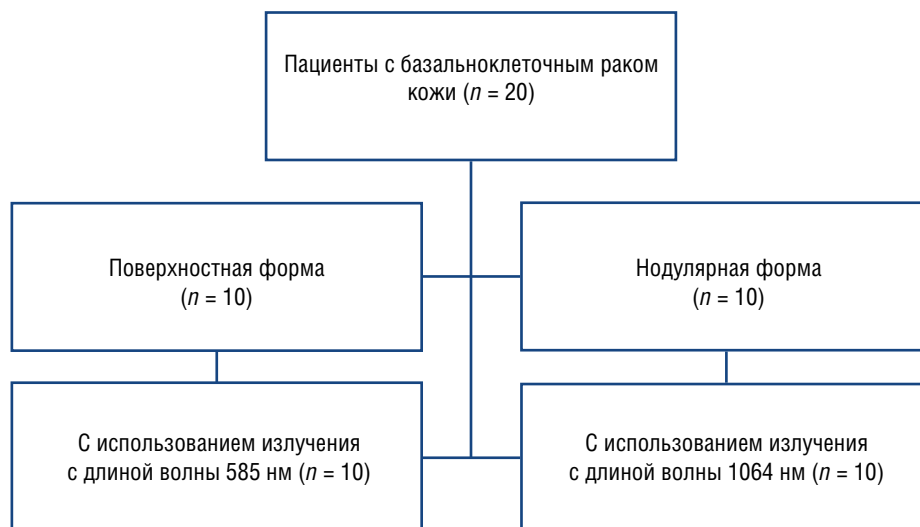 Пациенты с базальноклеточным раком
кожи (n = 20)
Поверхностная форма
(n = 10)
Нодулярная форма
(n = 10)
С использованием излучения
с длиной волны 585 нм (n = 10)
С использованием излучения
с длиной волны 1064 нм (n = 10)